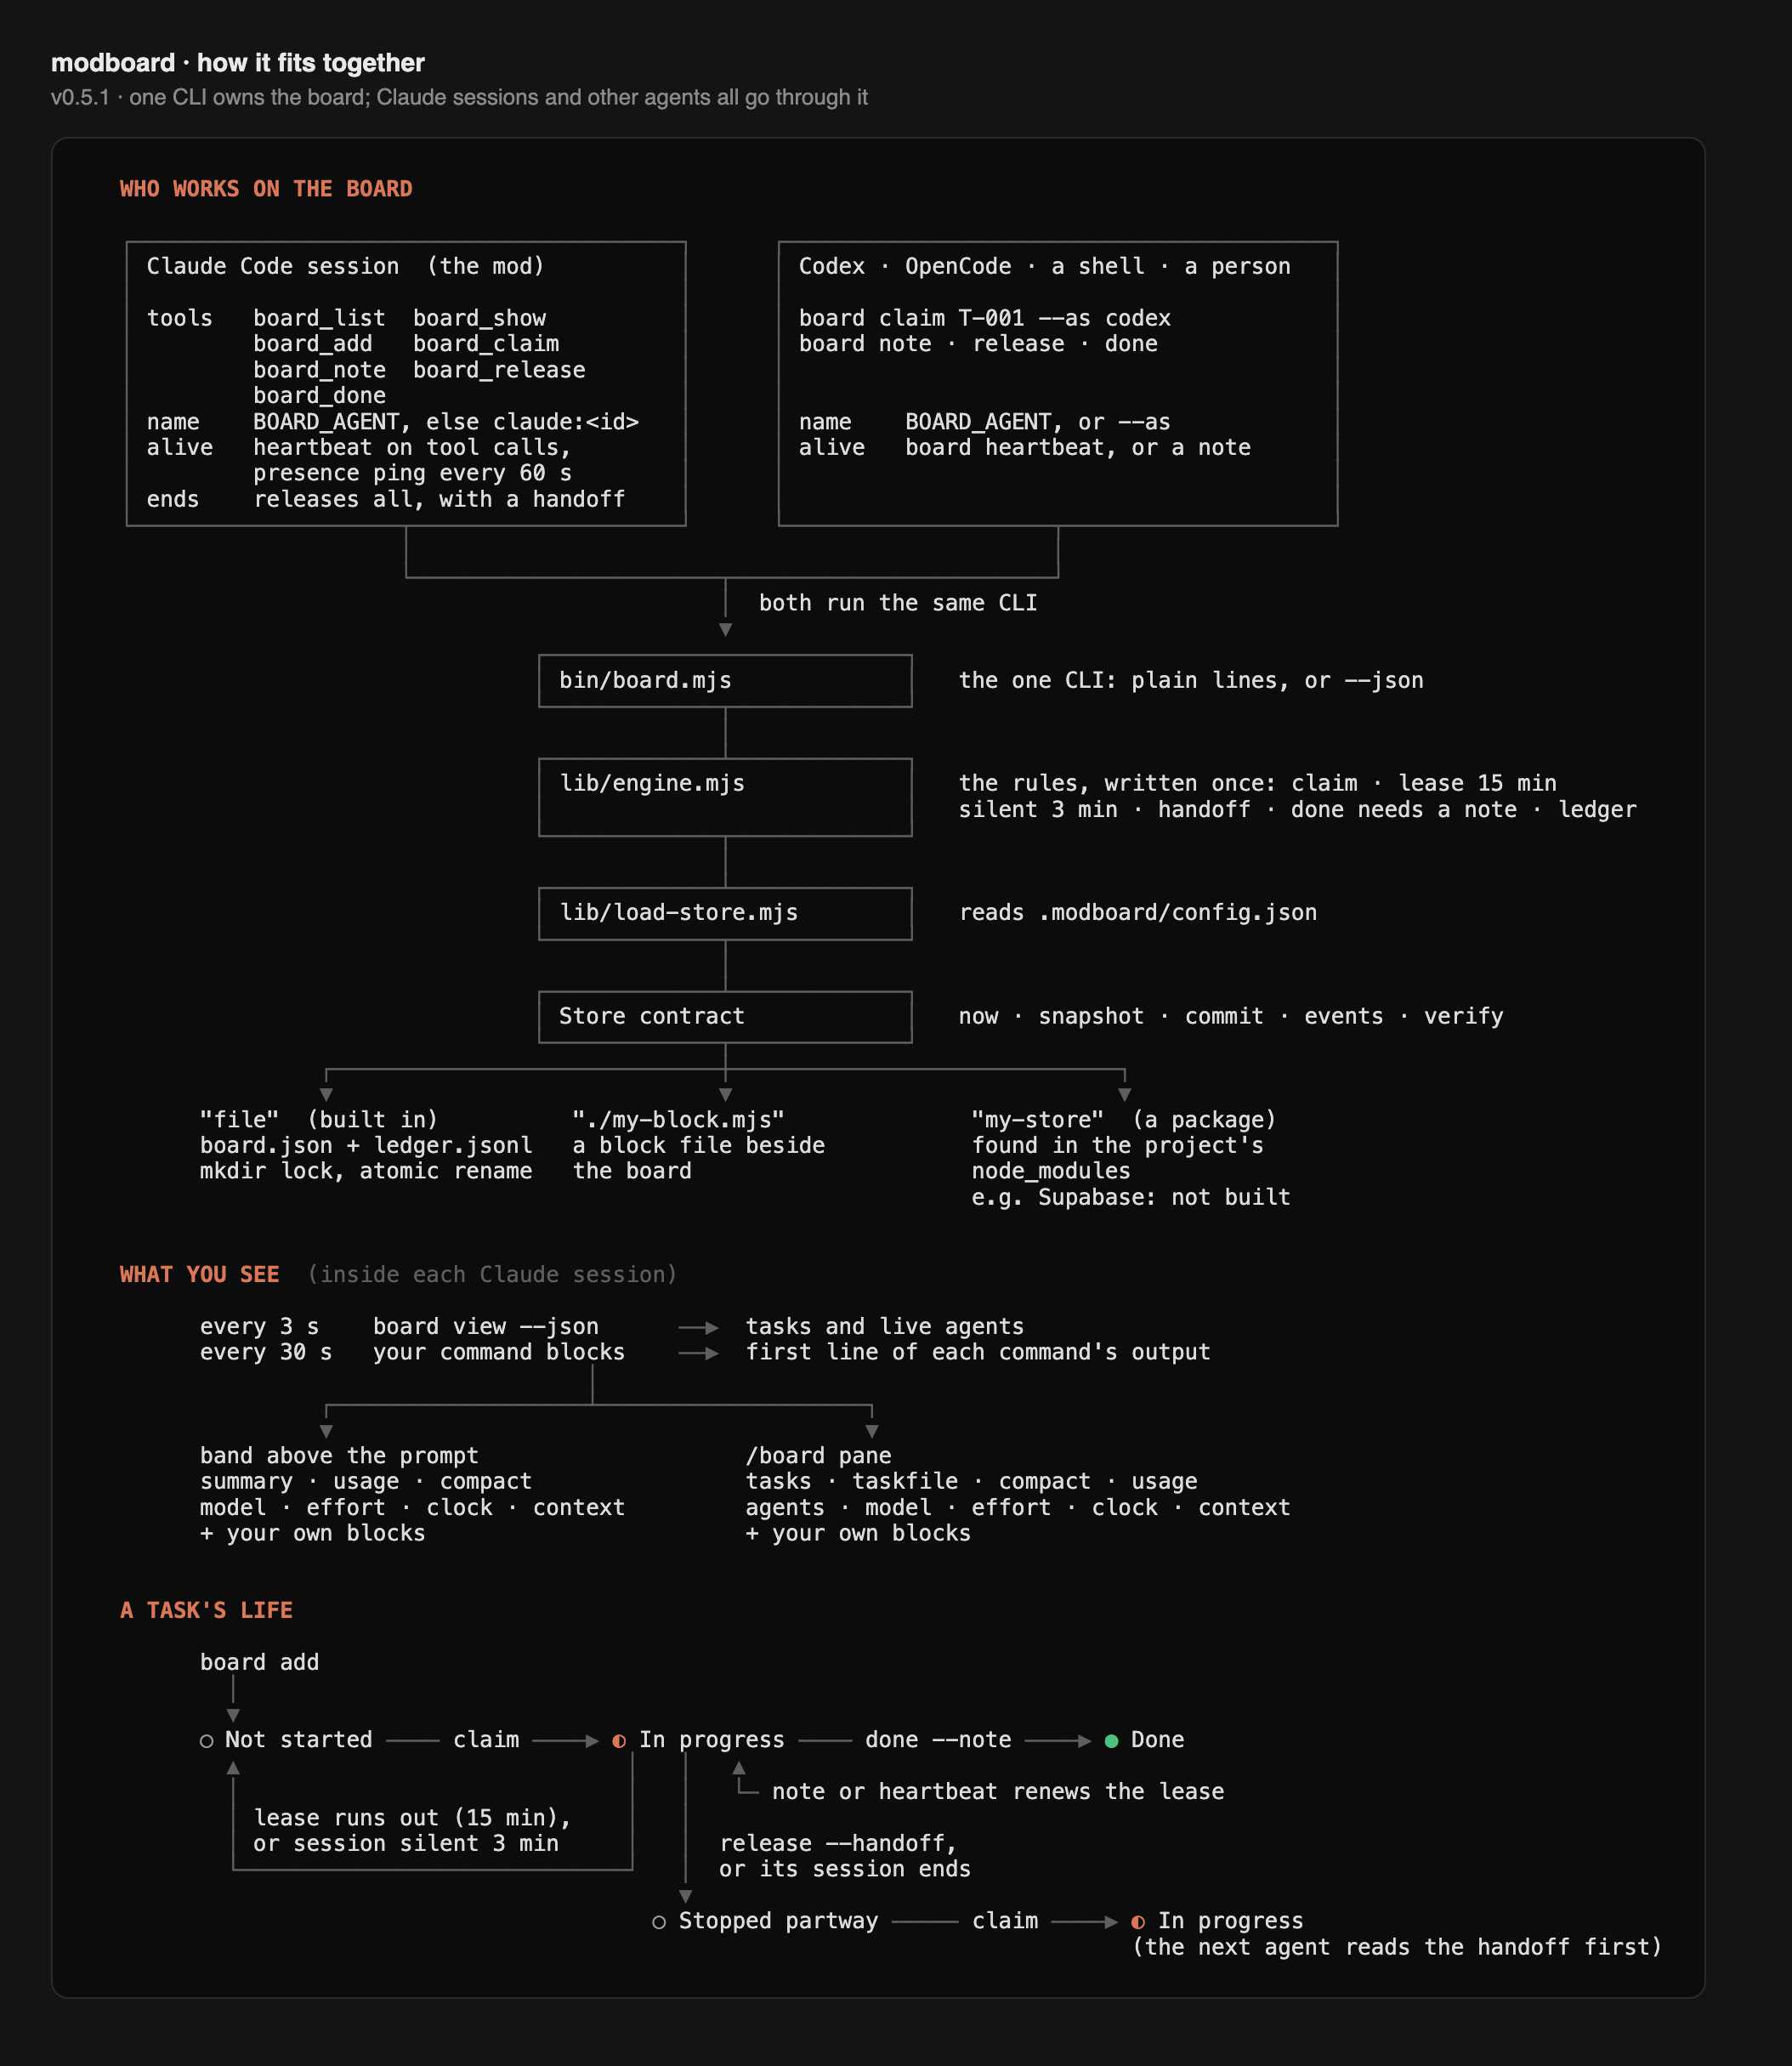 modboard · how it fits together
v0.5.1 · one CLI owns the board; Claude sessions and other agents all go through it
WHO WORKS ON THE BOARD
Claude Code session  (the mod)
tools   board_list  board_show
board_add   board_claim
board_note  board_release
board_done
name    BOARD_AGENT, else claude:<id>
alive   heartbeat on tool calls,
presence ping every 60 s
ends    releases all, with a handoff
Codex · OpenCode · a shell · a person
board claim T-001 --as codex
board note · release · done
name    BOARD_AGENT, or --as
alive   board heartbeat, or a note
both run the same CLI
bin/board.mjs
the one CLI: plain lines, or --json
lib/engine.mjs
the rules, written once: claim · lease 15 min
silent 3 min · handoff · done needs a note · ledger
lib/load-store.mjs
reads .modboard/config.json
Store contract
now · snapshot · commit · events · verify
"file"  (built in)
board.json + ledger.jsonl
mkdir lock, atomic rename
"./my-block.mjs"
a block file beside
the board
"my-store"  (a package)
found in the project's
node_modules
e.g. Supabase: not built
WHAT YOU SEE  (inside each Claude session)
every 3 s    board view --json    →  tasks and live agents
every 30 s   your command blocks    →  first line of each command's output
band above the prompt
summary · usage · compact
model · effort · clock · context
+ your own blocks
/board pane
tasks · taskfile · compact · usage
agents · model · effort · clock · context
+ your own blocks
A TASK'S LIFE
board add
○ Not started ── claim ──▶ ◐ In progress ── done --note ──▶ ● Done
note or heartbeat renews the lease
lease runs out (15 min),
or session silent 3 min
release --handoff,
or its session ends
○ Stopped partway ── claim ──▶ ◐ In progress
(the next agent reads the handoff first)